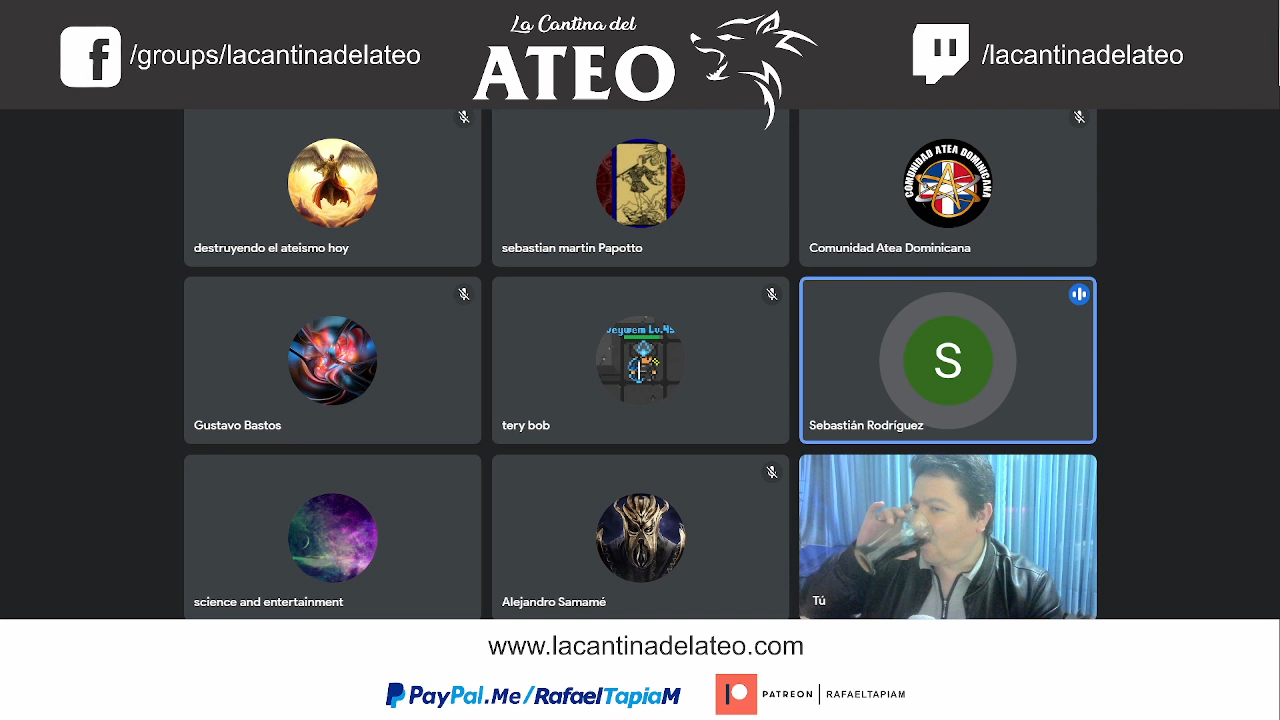 La Cantina del
ATEO
/groups/lacantinadelateo
/lacantinadelateo
destruyendo el ateismo hoy
sebastian martin Papotto
COMUNIDAD ATEA DOMINICANA
Comunidad Atea Dominicana
Gustavo Bastos
tery bob
S
Sebastián Rodríguez
science and entertainment
Alejandro Samamé
Tú
www.lacantinadelateo.com
PayPal.Me/RafaelTapiaM
PATREON | RAFAELTAPIAM